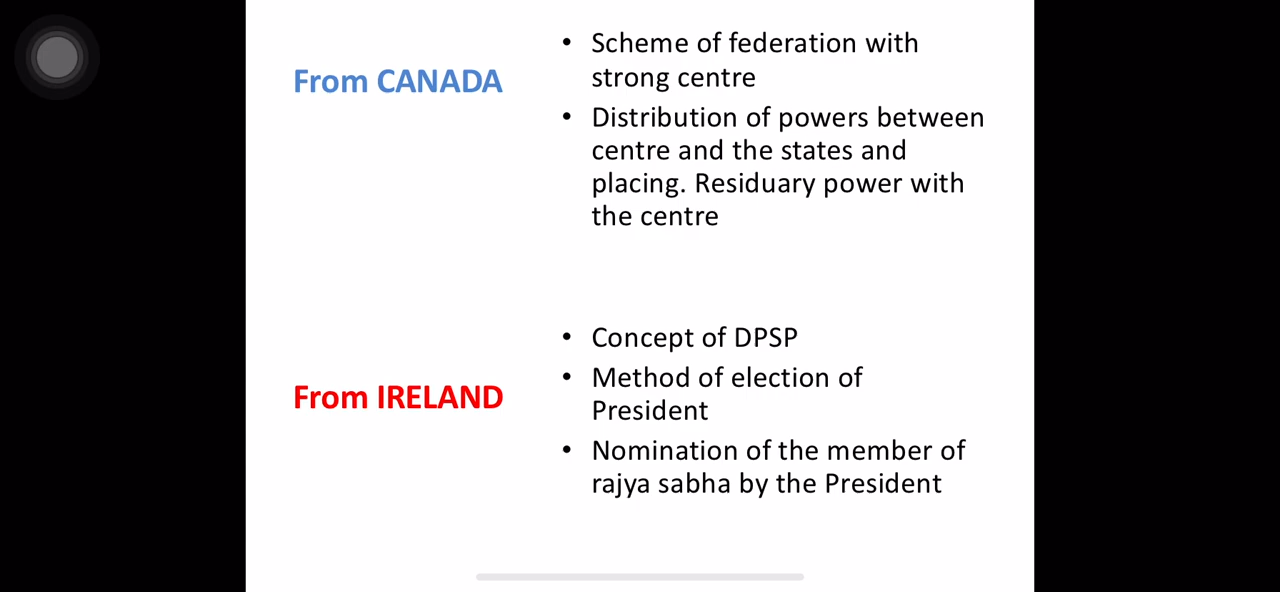 From CANADA
• Scheme of federation with
strong centre
• Distribution of powers between
centre and the states and
placing. Residuary power with
the centre
From IRELAND
• Concept of DPSP
• Method of election of
President
• Nomination of the member of
rajya sabha by the President